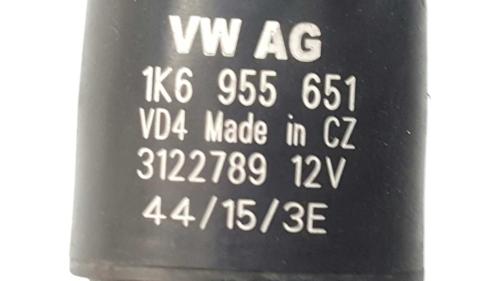 VW AG
1K6 955 651
VD4 Made in CZ
3122789 12V
44/15/3E